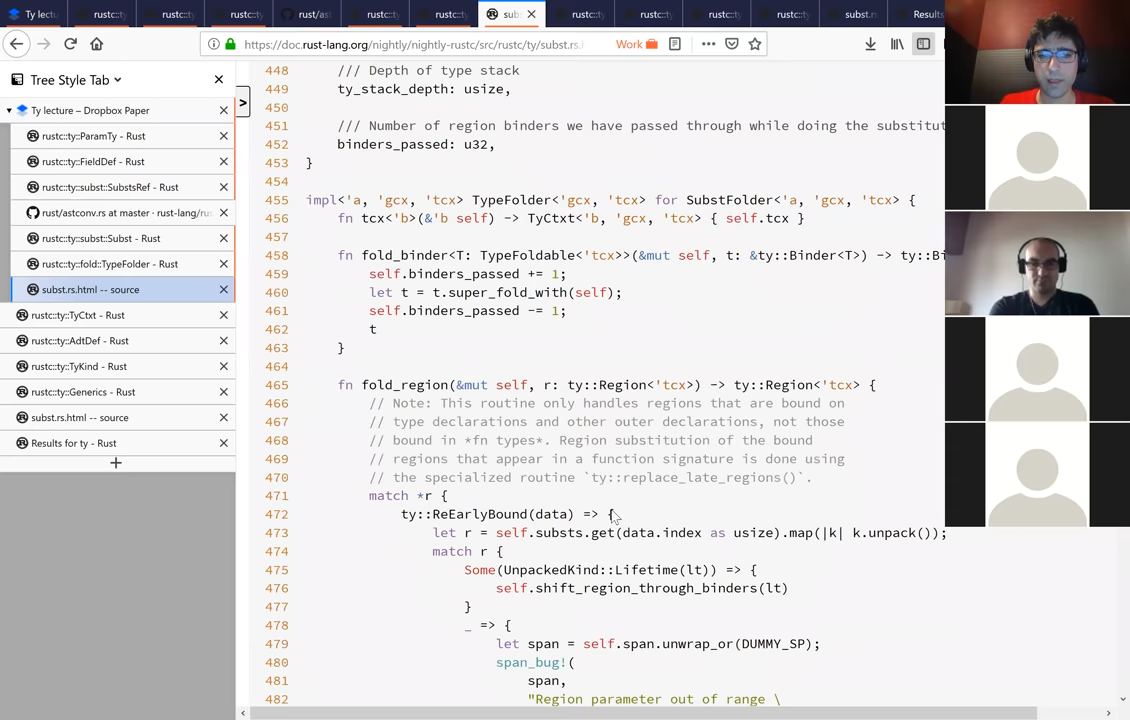 Ty lecture
rustc::ty
rustc::ty
rustc::ty
rust/ast
rustc::ty
rustc::ty
subs
rustc::ty
rustc::ty
rustc::ty
rustc::ty
subst.rs
Results
https://doc.rust-lang.org/nightly/nightly-rustc/src/rustc/ty/subst.rs.
Work
Tree Style Tab
Ty lecture – Dropbox Paper
rustc::ty::ParamTy - Rust
rustc::ty::FieldDef - Rust
rustc::ty::subst::SubstsRef - Rust
rust/astconv.rs at master · rust-lang/rus
rustc::ty::subst::Subst - Rust
rustc::ty::fold::TypeFolder - Rust
subst.rs.html -- source
rustc::ty::TyCtxt - Rust
rustc::ty::AdtDef - Rust
rustc::ty::TyKind - Rust
rustc::ty::Generics - Rust
subst.rs.html -- source
Results for ty - Rust
>
448 /// Depth of type stack
449 ty_stack_depth: usize,
450
451 /// Number of region binders we have passed through while doing the substitut
452 binders_passed: u32,
453 }
454
455 impl<'a, 'gcx, 'tcx> TypeFolder<'gcx, 'tcx> for SubstFolder<'a, 'gcx, 'tcx> {
456 fn tcx<'b>(&'b self) -> TyCtxt<'b, 'gcx, 'tcx> { self.tcx }
457
458 fn fold_binder<T: TypeFoldable<'tcx>>(&mut self, t: &ty::Binder<T>) -> ty::Bi
459 self.binders_passed += 1;
460 let t = t.super_fold_with(self);
461 self.binders_passed -= 1;
462 t
463 }
464
465 fn fold_region(&mut self, r: ty::Region<'tcx>) -> ty::Region<'tcx> {
466 // Note: This routine only handles regions that are bound on
467 // type declarations and other outer declarations, not those
468 // bound in *fn types*. Region substitution of the bound
469 // regions that appear in a function signature is done using
470 // the specialized routine `ty::replace_late_regions()`.
471 match *r {
472 ty::ReEarlyBound(data) => {
473 let r = self.substs.get(data.index as usize).map(|k| k.unpack());
474 match r {
475 Some(UnpackedKind::Lifetime(lt)) => {
476 self.shift_region_through_binders(lt)
477 }
478 _ => {
479 let span = self.span.unwrap_or(DUMMY_SP);
480 span_bug!(
481 span,
482 "Region parameter out of range \